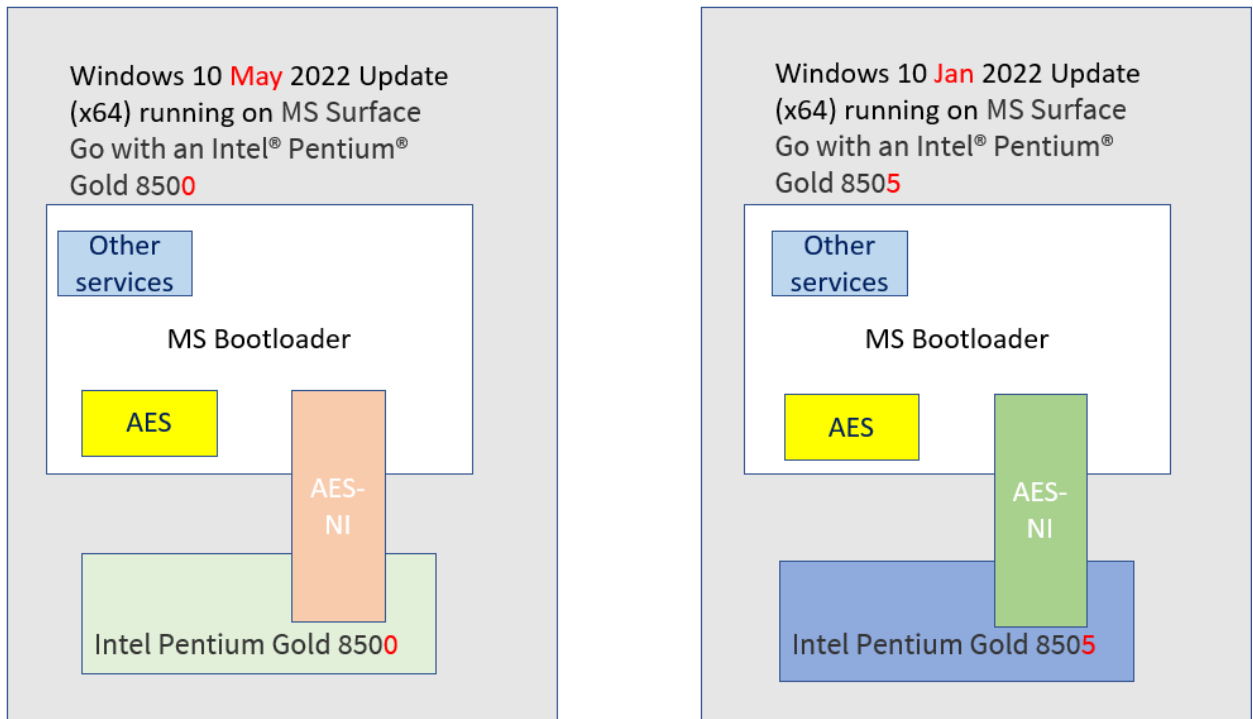 Windows 10 May 2022 Update
(x64) running on MS Surface
Go with an Intel® Pentium®
Gold 8500
Other
services
MS Bootloader
AES
AES-
NI
Intel Pentium Gold 8500
Windows 10 Jan 2022 Update
(x64) running on MS Surface
Go with an Intel® Pentium®
Gold 8505
Other
services
MS Bootloader
AES
AES-
NI
Intel Pentium Gold 8505